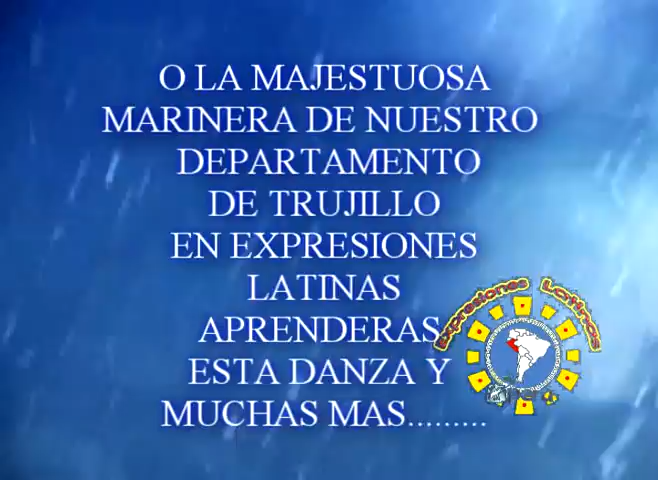 O LA MAJESTUOSA
MARINERA DE NUESTRO
DEPARTAMENTO
DE TRUJILLO
EN EXPRESIONES
LATINAS
APRENDERAS
ESTA DANZA Y
MUCHAS MAS.........
Expresiones Latinas